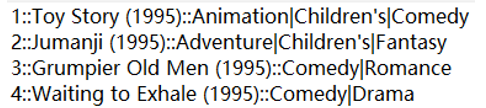 1::Toy Story (1995)::Animation|Children's|Comedy
2::Jumanji (1995)::Adventure|Children's|Fantasy
3::Grumpier Old Men (1995)::Comedy|Romance
4::Waiting to Exhale (1995)::Comedy|Drama